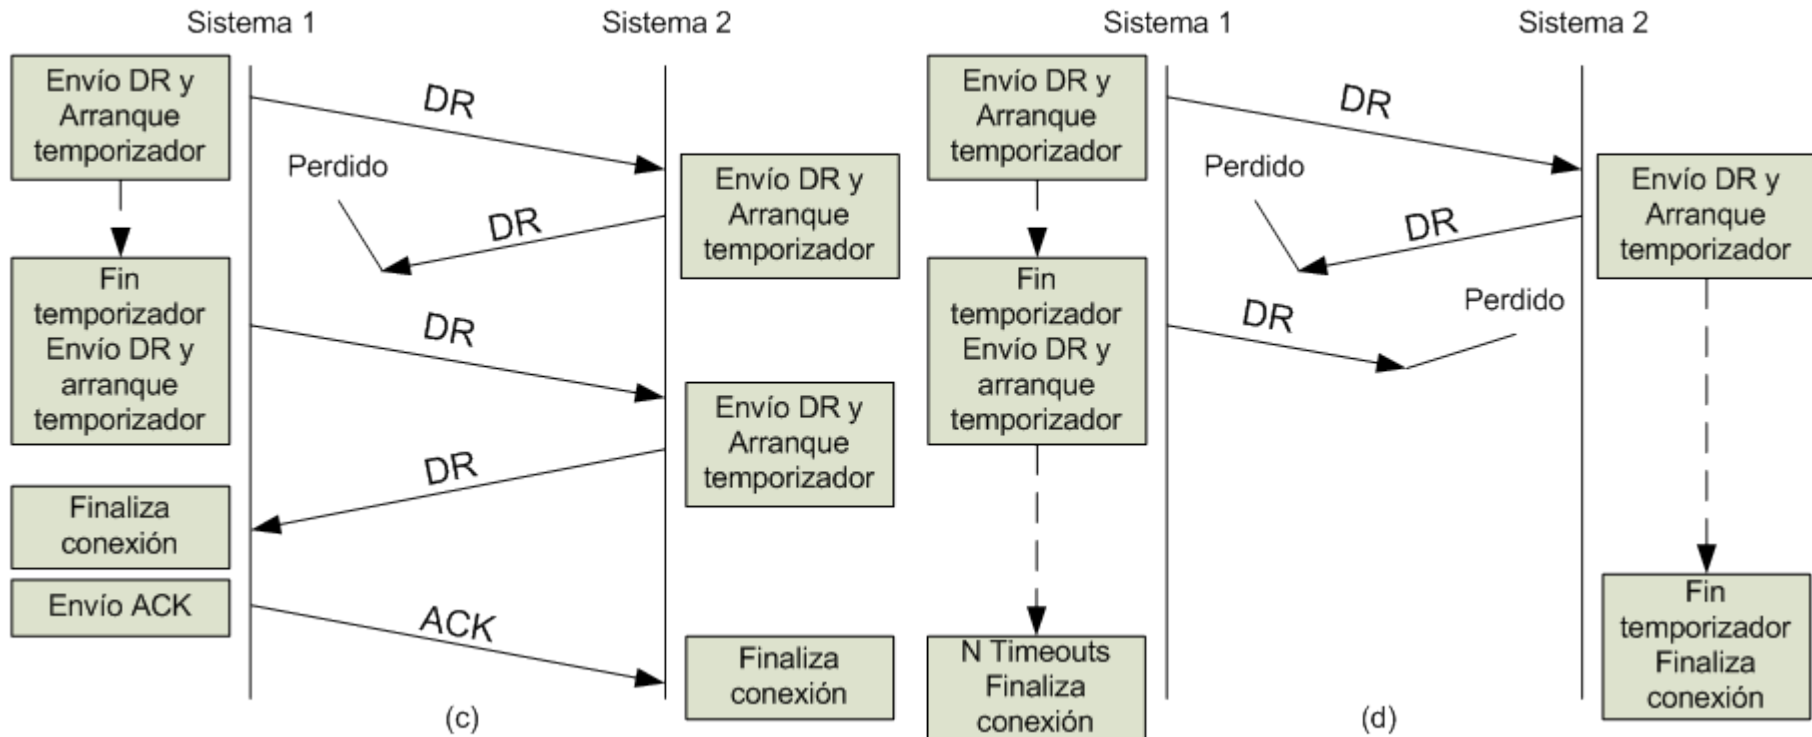 Sistema 1
Sistema 2
Envío DR y
Arranque
temporizador
DR
Perdido
Envío DR y
Arranque
temporizador
DR
Fin
temporizador
Envío DR y
arranque
temporizador
DR
Envío DR y
Arranque
temporizador
DR
Finaliza
conexión
Envío ACK
ACK
Finaliza
conexión
(c)
Sistema 1
Sistema 2
Envío DR y
Arranque
temporizador
DR
Perdido
Envío DR y
Arranque
temporizador
DR
Fin
temporizador
Envío DR y
arranque
temporizador
DR
Perdido
N Timeouts
Finaliza
conexión
Fin
temporizador
Finaliza
conexión
(d)